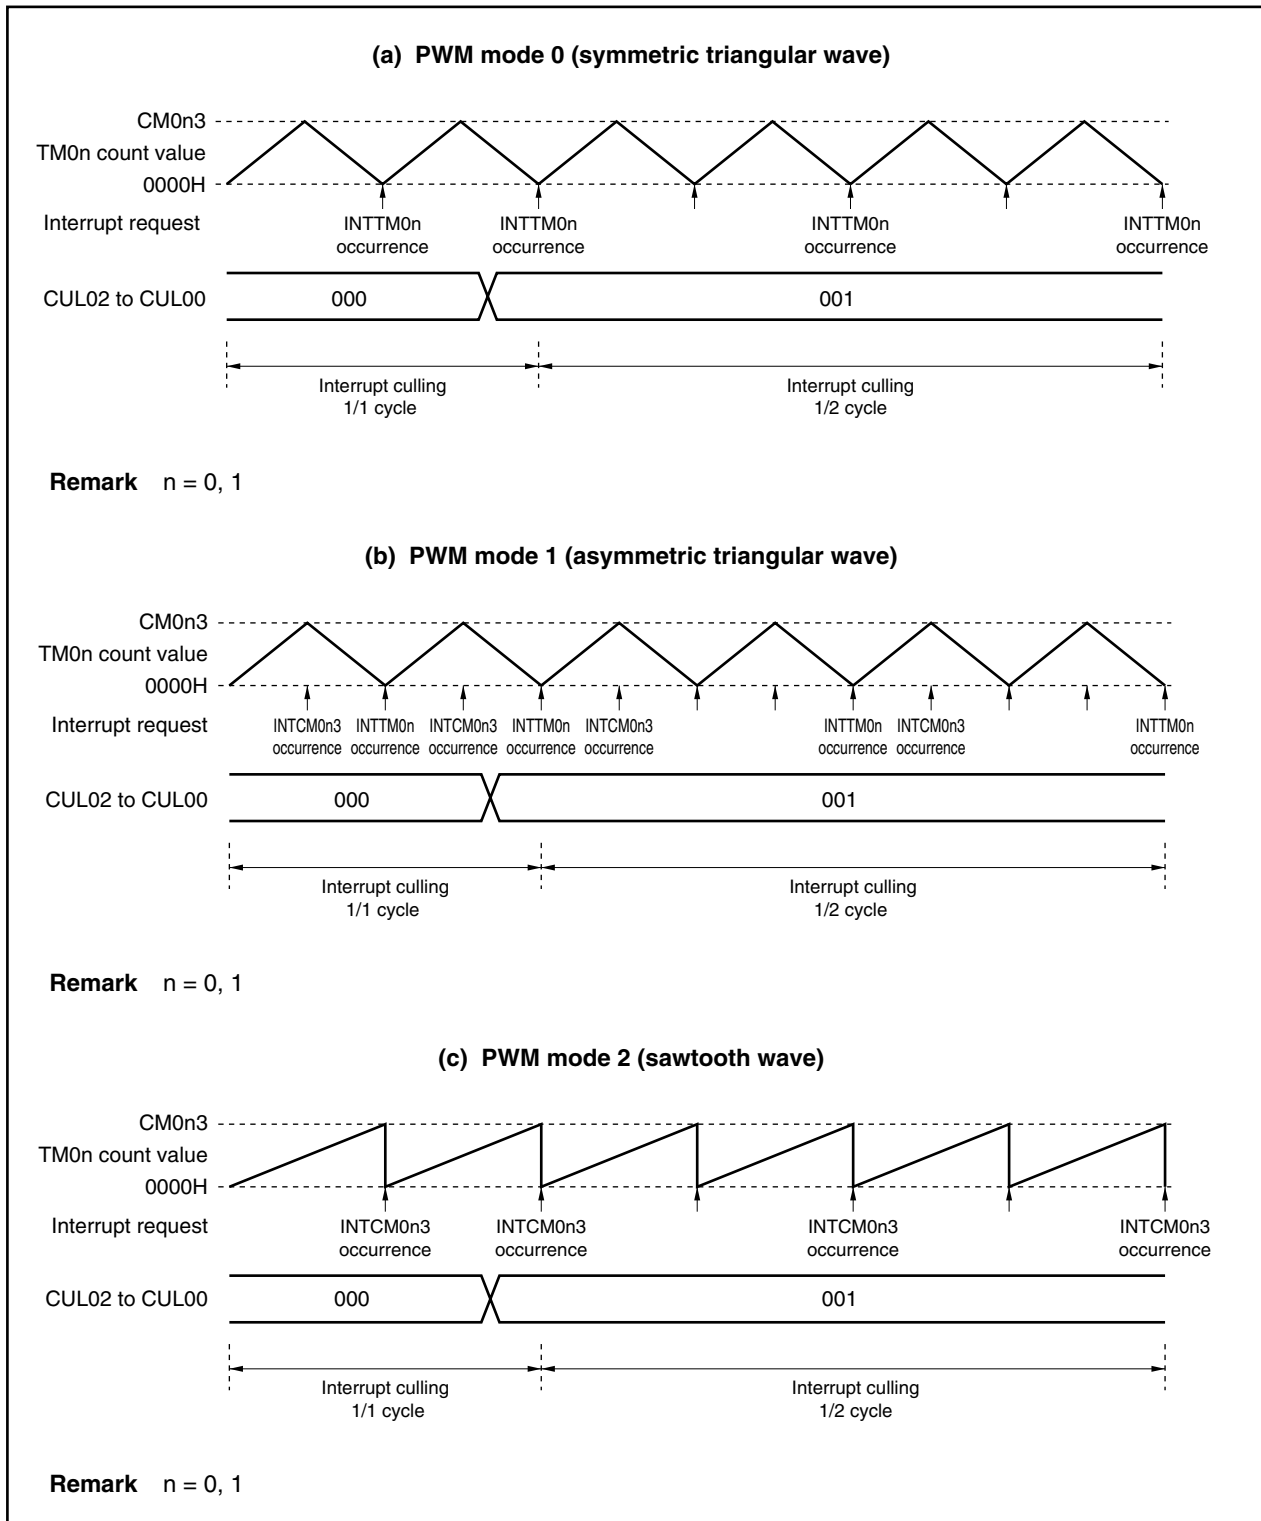 (a) PWM mode 0 (symmetric triangular wave)
CM0n3
TM0n count value
0000H
Interrupt request
INTTM0n occurrence
INTTM0n occurrence
INTTM0n occurrence
INTTM0n occurrence
CUL02 to CUL00
000
001
Interrupt culling
1/1 cycle
Interrupt culling
1/2 cycle
Remark n = 0, 1
(b) PWM mode 1 (asymmetric triangular wave)
CM0n3
TM0n count value
0000H
Interrupt request
INTCM0n3 occurrence
INTTM0n occurrence
INTCM0n3 occurrence
INTTM0n occurrence
INTCM0n3 occurrence
INTTM0n occurrence
INTCM0n3 occurrence
INTTM0n occurrence
CUL02 to CUL00
000
001
Interrupt culling
1/1 cycle
Interrupt culling
1/2 cycle
Remark n = 0, 1
(c) PWM mode 2 (sawtooth wave)
CM0n3
TM0n count value
0000H
Interrupt request
INTCM0n3 occurrence
INTCM0n3 occurrence
INTCM0n3 occurrence
INTCM0n3 occurrence
CUL02 to CUL00
000
001
Interrupt culling
1/1 cycle
Interrupt culling
1/2 cycle
Remark n = 0, 1